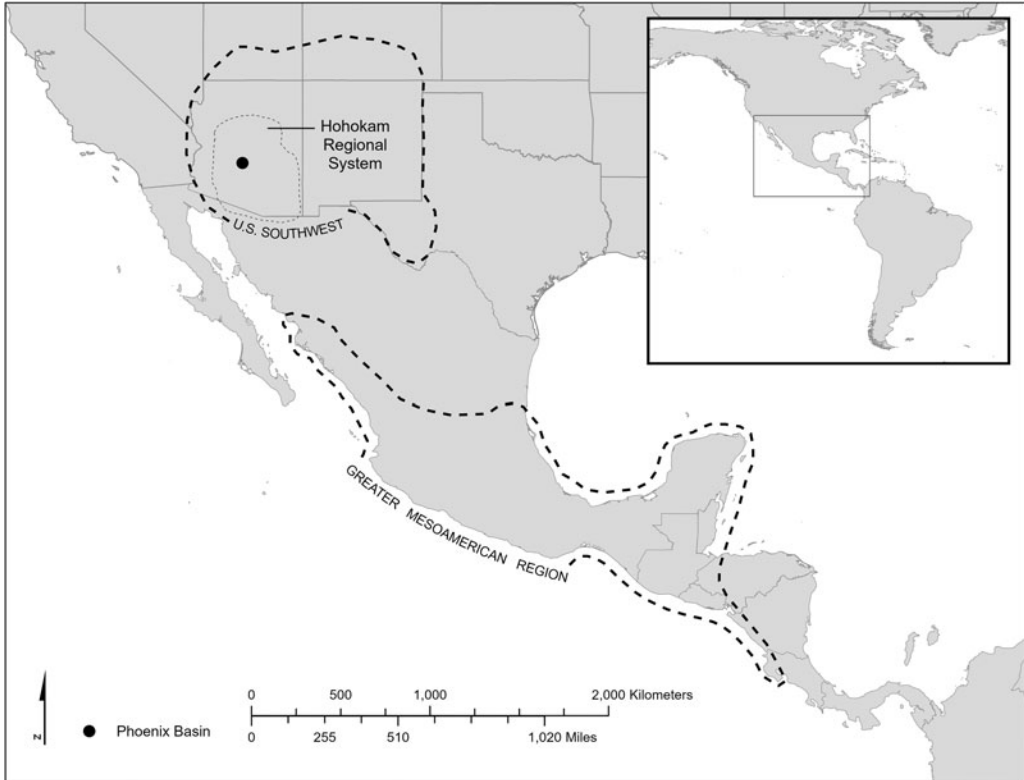 Hohokam
Regional
System
U.S. SOUTHWEST
GREATER MESOAMERICAN REGION
0 500 1,000 2,000 Kilometers
0 255 510 1,020 Miles
N
Phoenix Basin